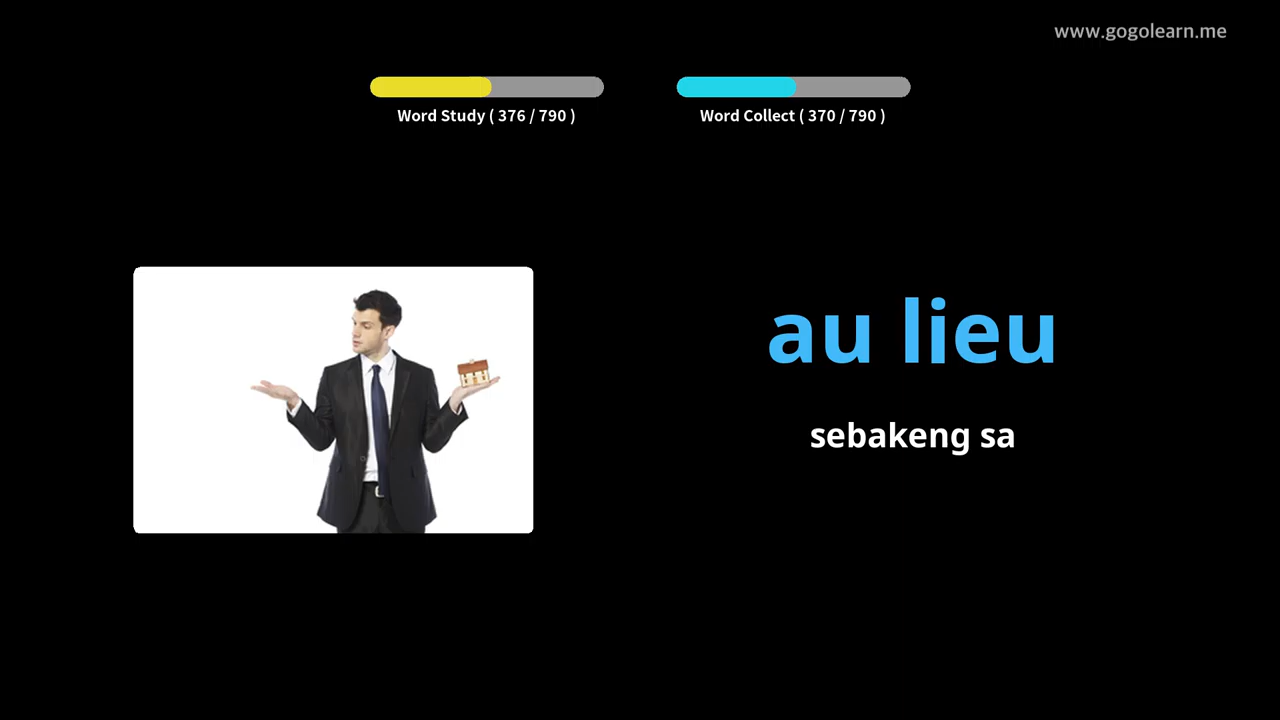 www.gogolearn.me
Word Study ( 376 / 790 )
Word Collect ( 370 / 790 )
au lieu
sebakeng sa